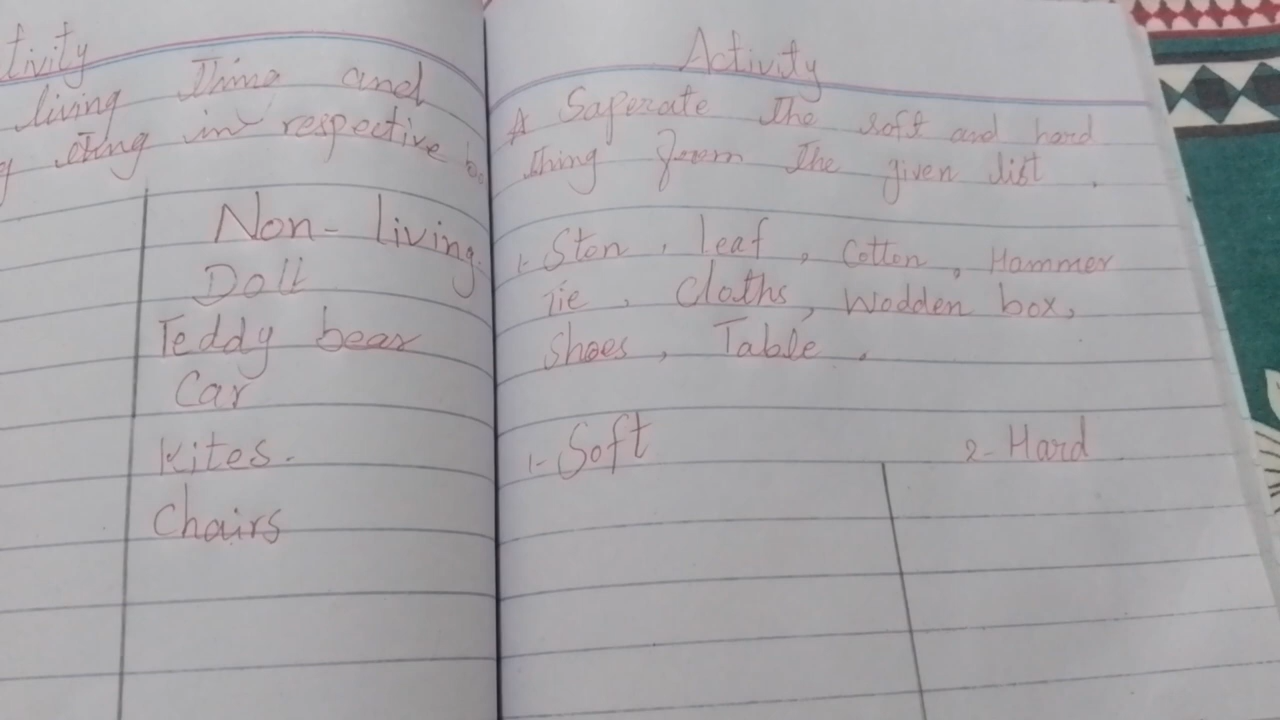 tivity
living Thing and
thing in respective
Non-living
Doll
Teddy bear
Car
Kites.
Chairs
Activity
A Saperate The soft and hard
Thing from The given list .
1- Ston , leaf , Cotton , Hammer
Tie , Cloths , Wodden box,
Shoes , Table .
1- Soft 2- Hard